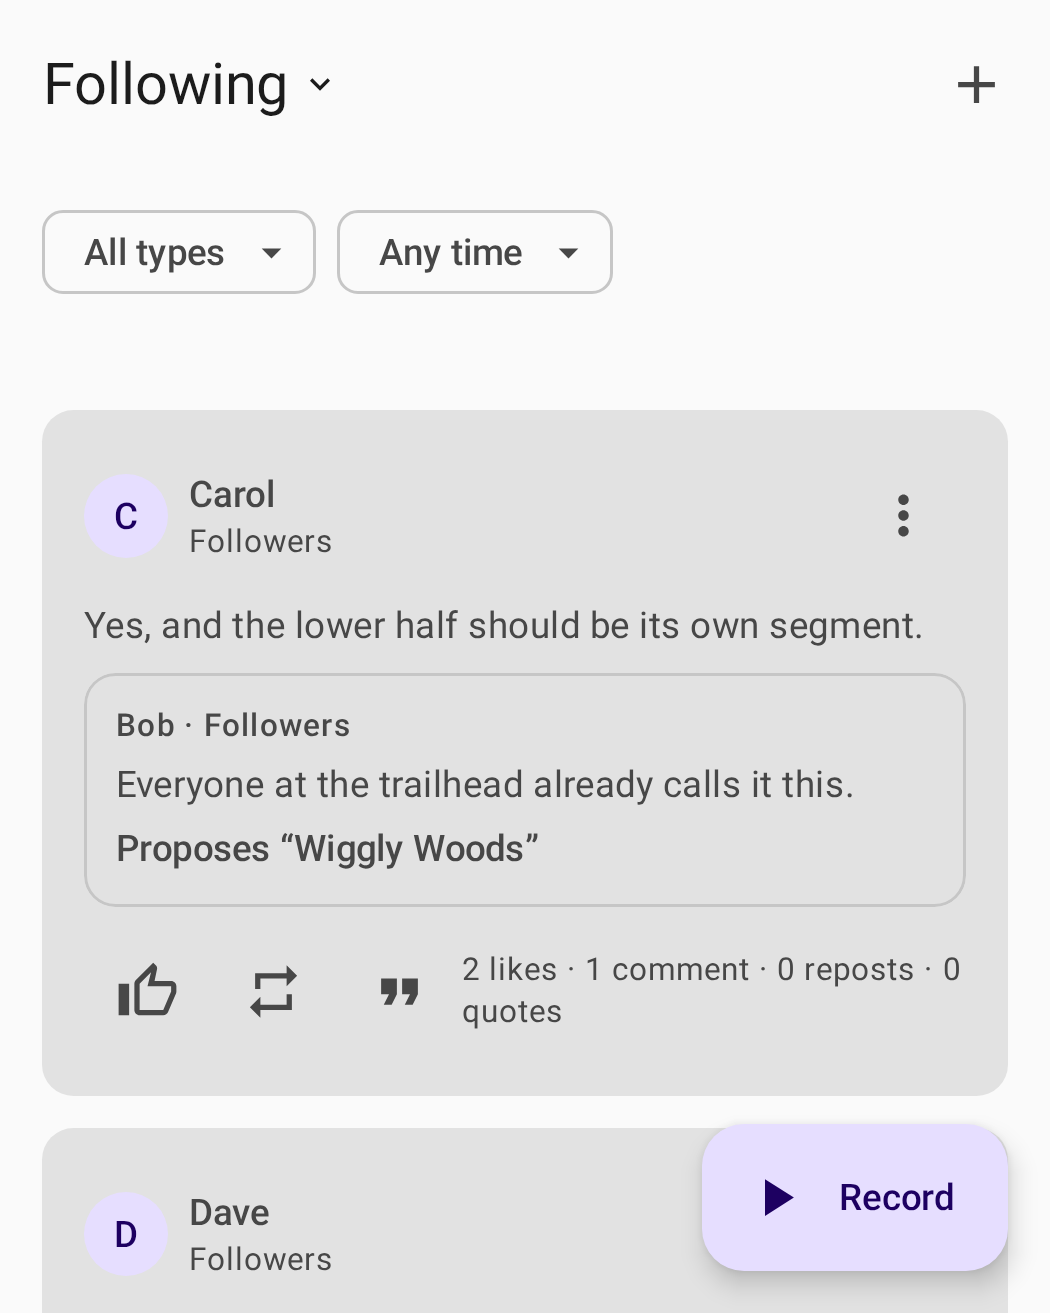 Following
All types
Any time
C
Carol
Followers
Yes, and the lower half should be its own segment.
Bob · Followers
Everyone at the trailhead already calls it this.
Proposes “Wiggly Woods”
2 likes · 1 comment · 0 reposts · 0
quotes
D
Dave
Followers
Record